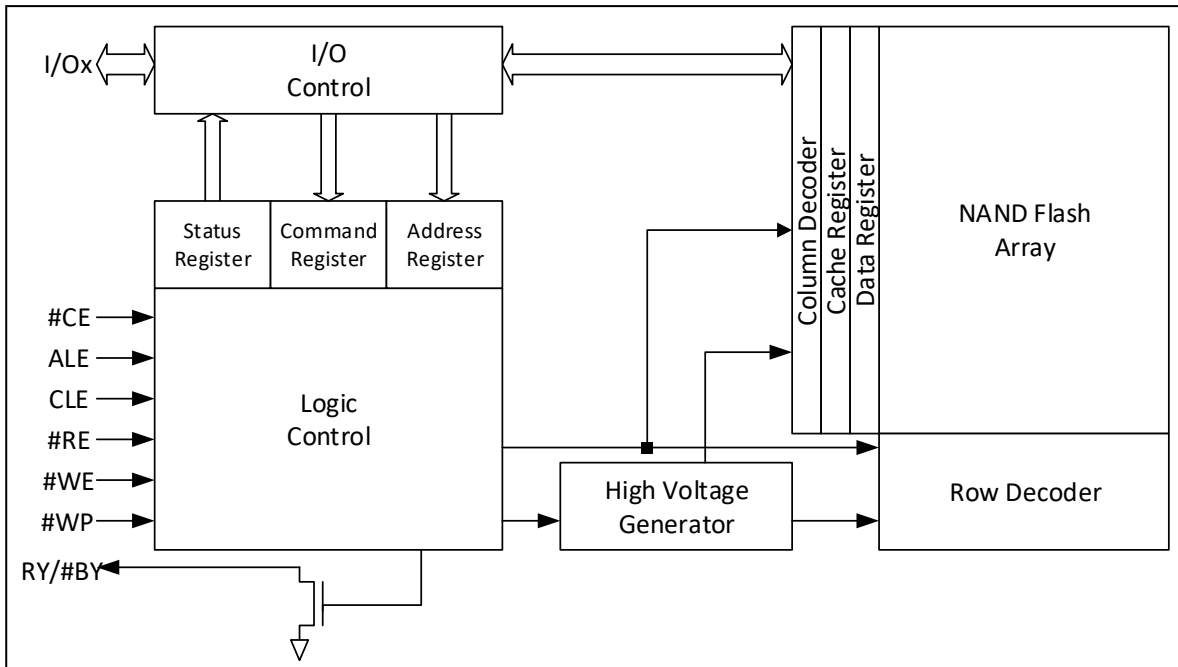 I/Ox
I/O
Control
Status
Register
Command
Register
Address
Register
#CE
ALE
CLE
#RE
#WE
#WP
RY/#BY
Logic
Control
High Voltage
Generator
Column Decoder
Cache Register
Data Register
NAND Flash
Array
Row Decoder